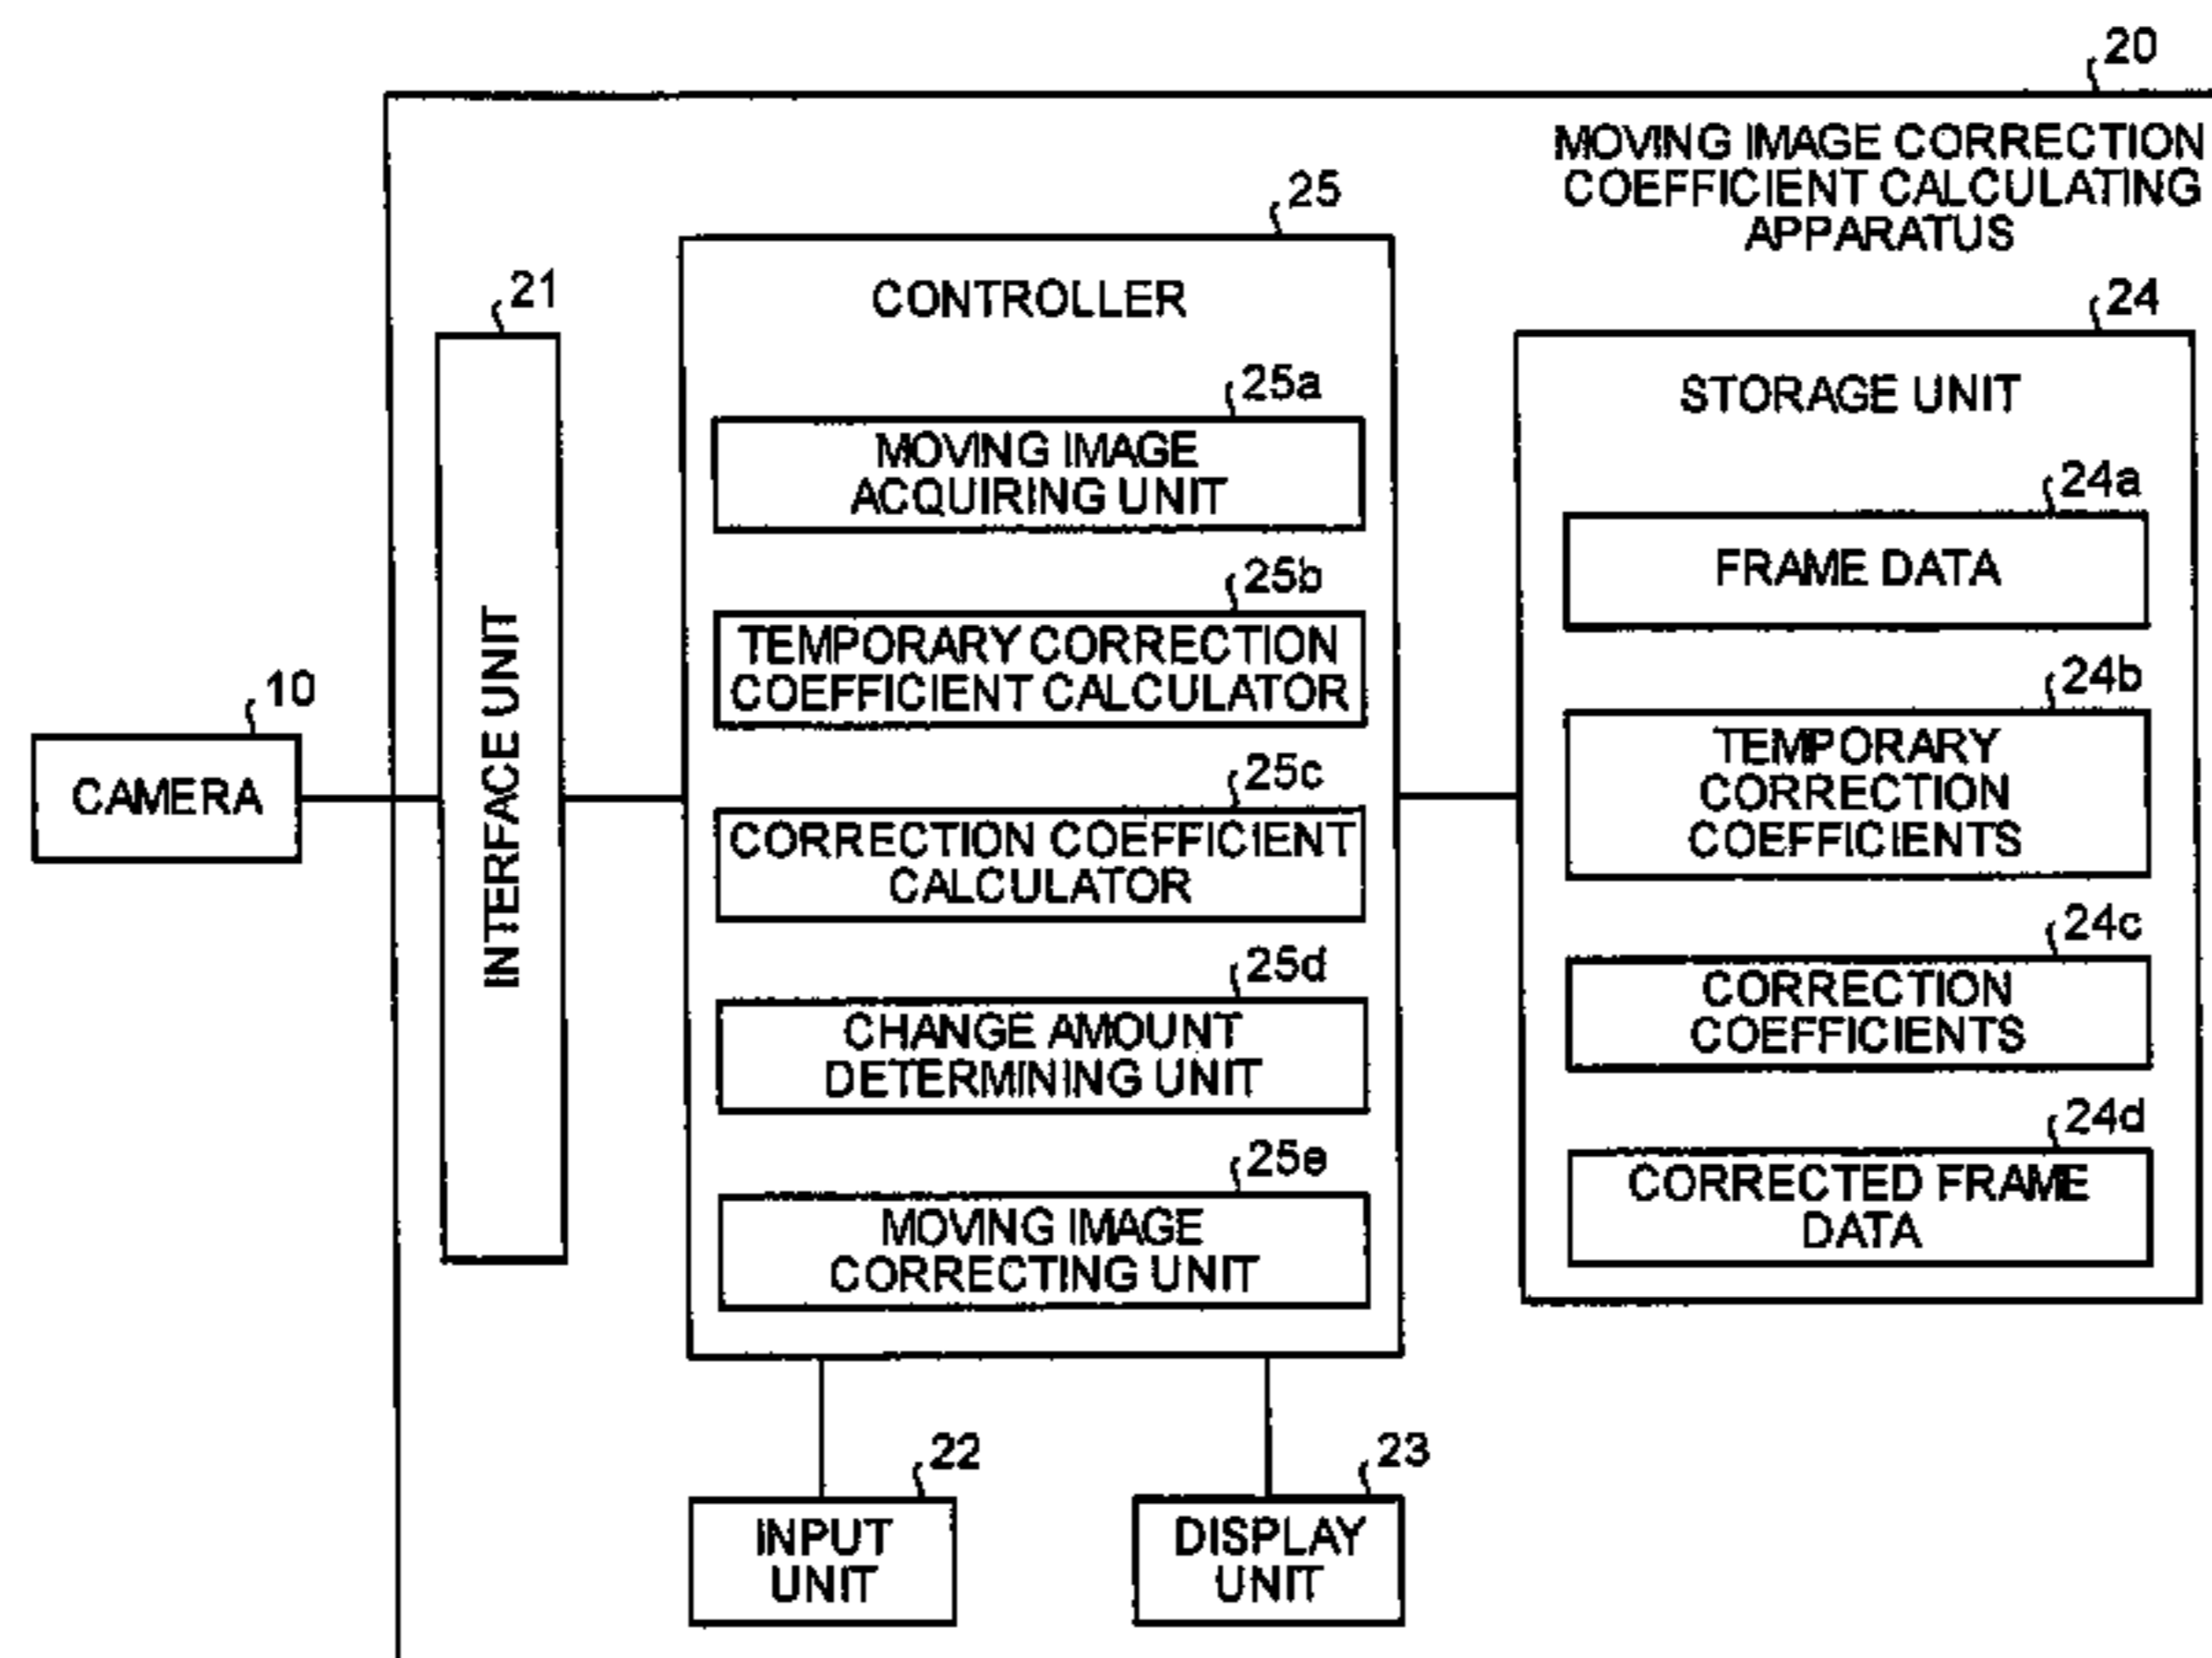 20
MOVING IMAGE CORRECTION
COEFFICIENT CALCULATING
APPARATUS
25
CONTROLLER
21
INTERFACE UNIT
10
CAMERA
25a
MOVING IMAGE
ACQUIRING UNIT
25b
TEMPORARY CORRECTION
COEFFICIENT CALCULATOR
25c
CORRECTION COEFFICIENT
CALCULATOR
25d
CHANGE AMOUNT
DETERMINING UNIT
25e
MOVING IMAGE
CORRECTING UNIT
24
STORAGE UNIT
24a
FRAME DATA
24b
TEMPORARY
CORRECTION
COEFFICIENTS
24c
CORRECTION
COEFFICIENTS
24d
CORRECTED FRAME
DATA
22
INPUT
UNIT
23
DISPLAY
UNIT